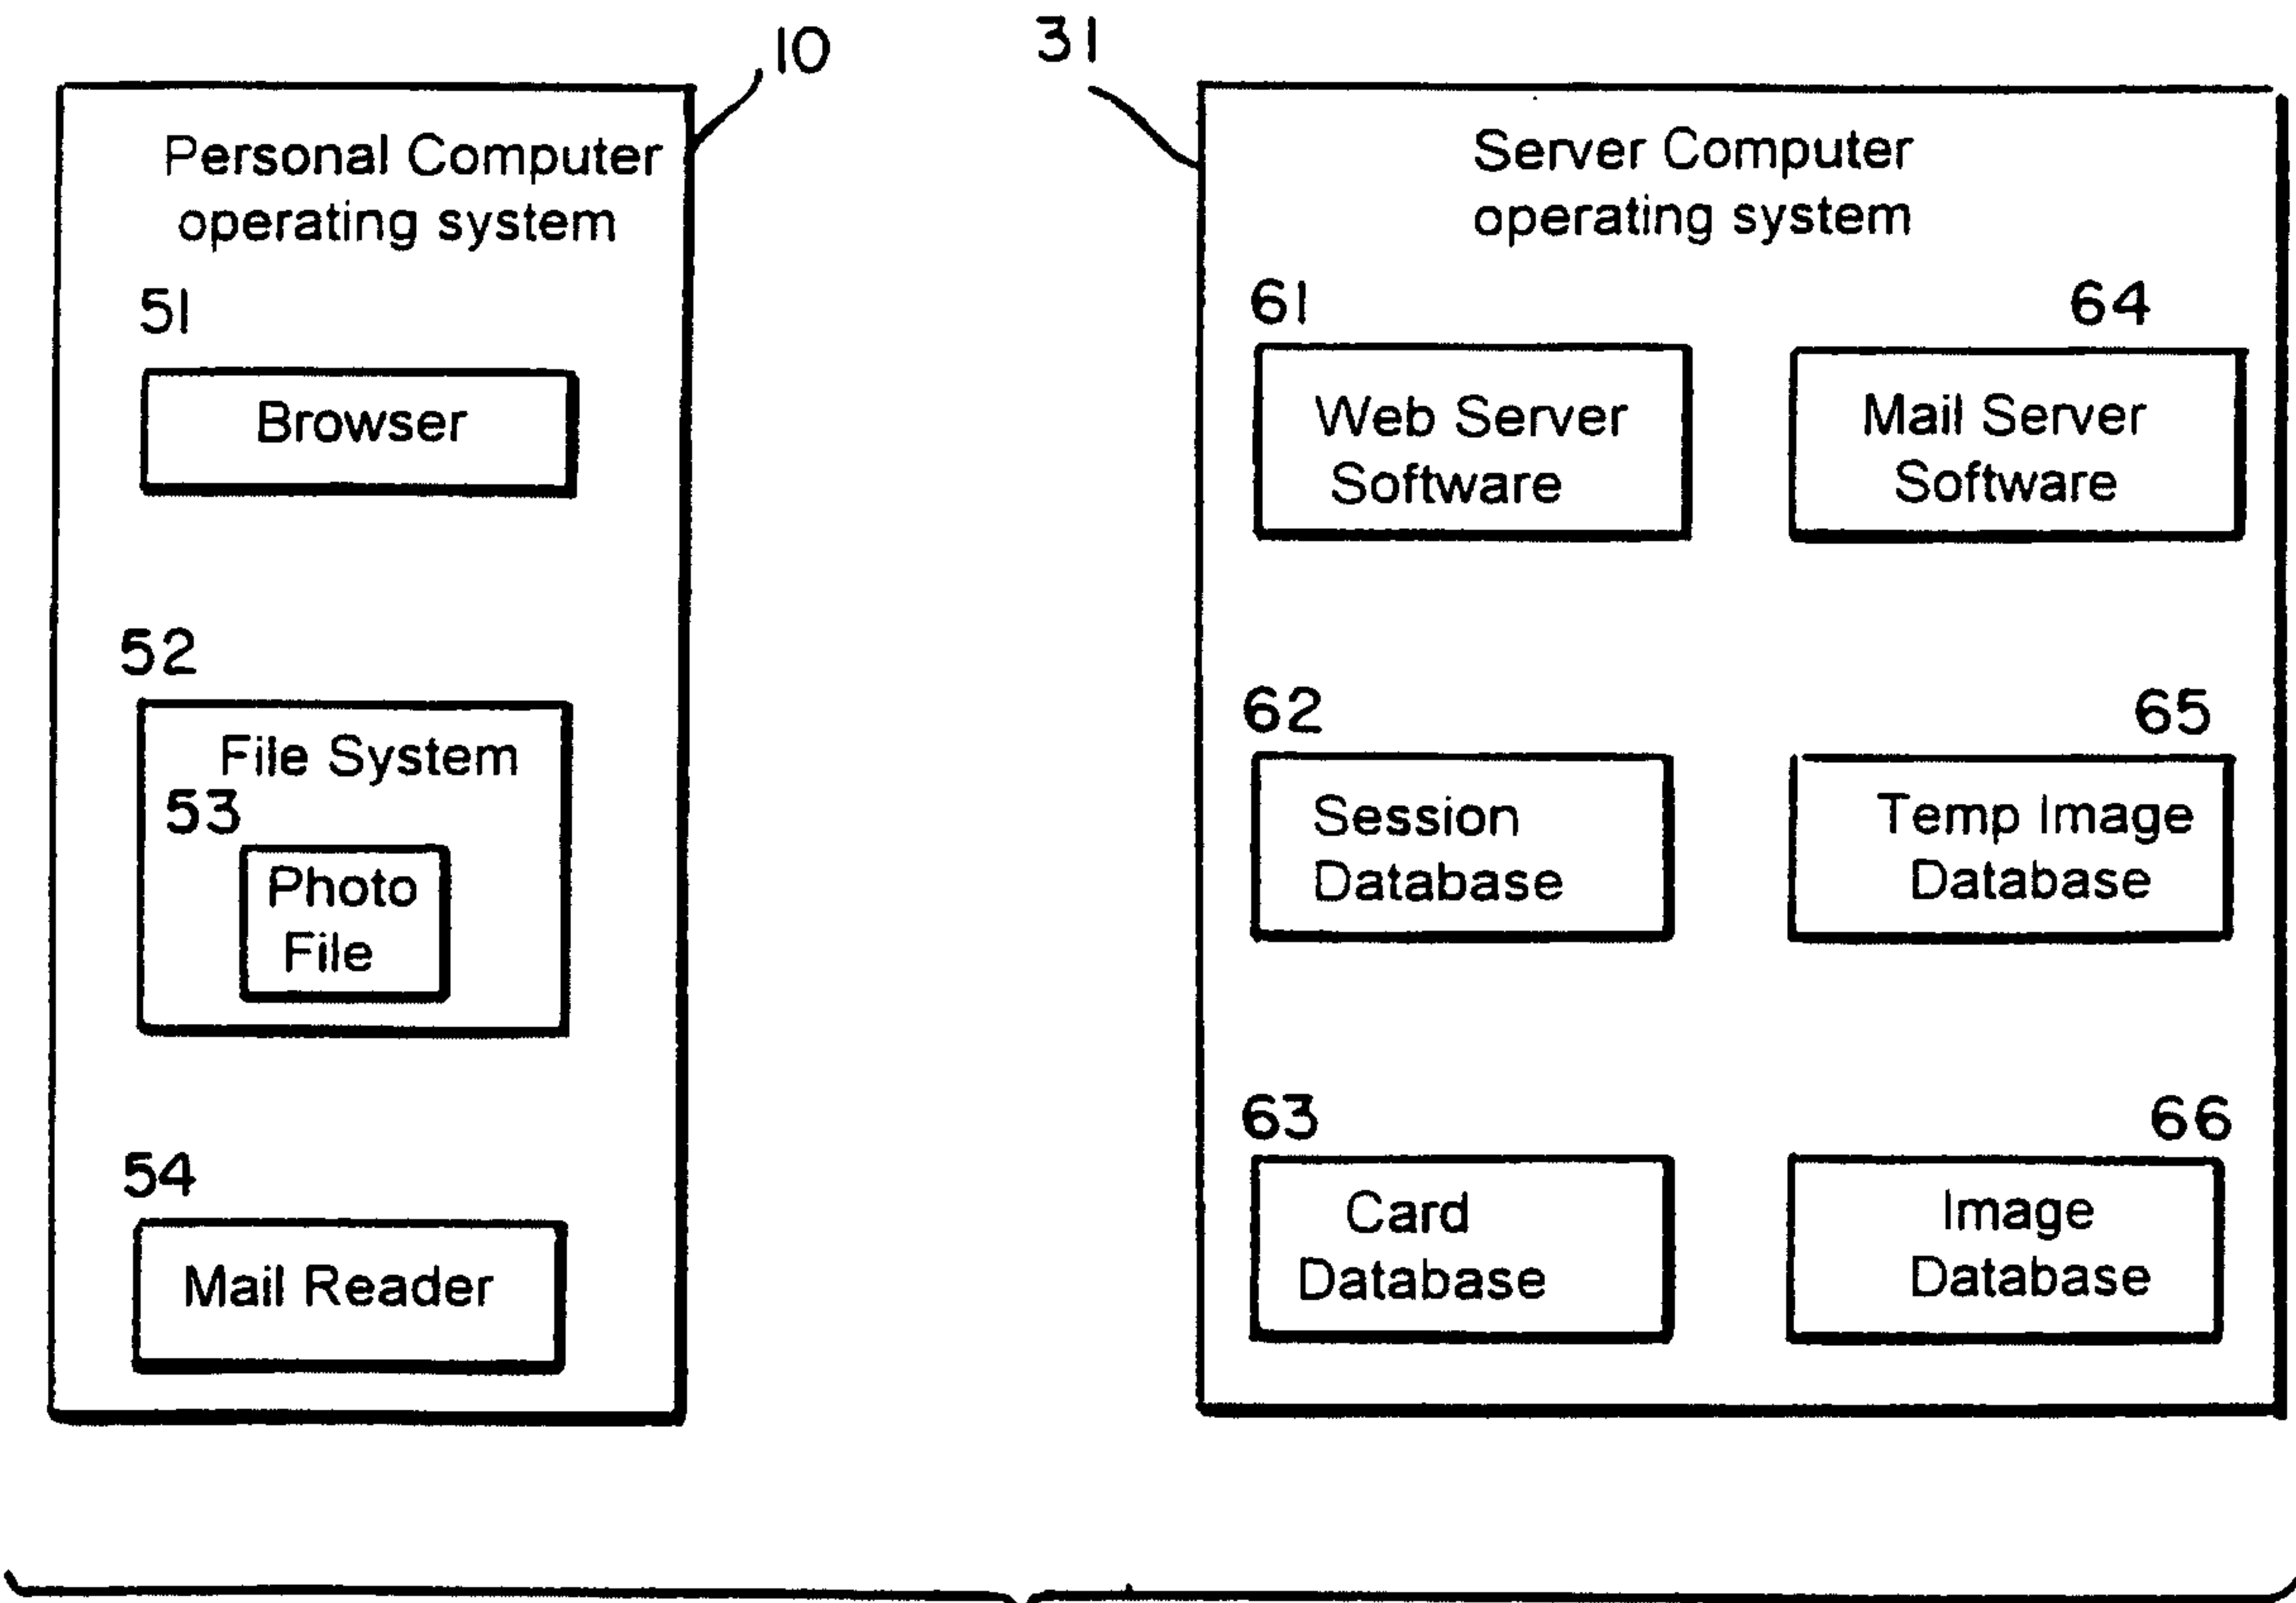 10
Personal Computer
operating system
51
Browser
52
File System
53
Photo
File
54
Mail Reader
31
Server Computer
operating system
61
Web Server
Software
64
Mail Server
Software
62
Session
Database
65
Temp Image
Database
63
Card
Database
66
Image
Database